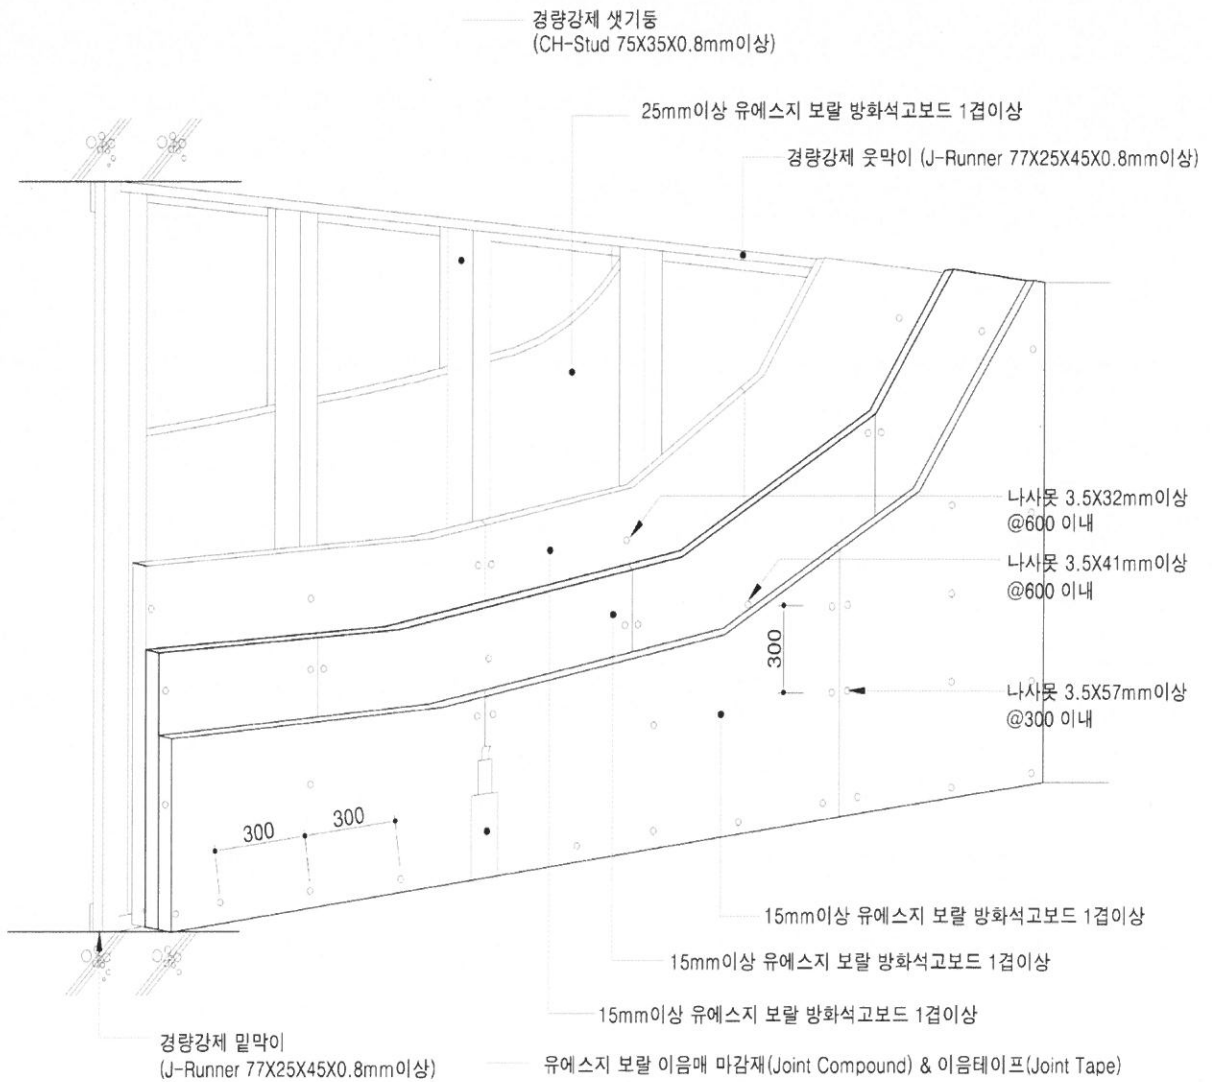 경량강제 샛기둥
(CH-Stud 75X35X0.8mm이상)
25mm이상 유에스지 보랄 방화석고보드 1겹이상
경량강제 웃막이 (J-Runner 77X25X45X0.8mm이상)
나사못 3.5X32mm이상
@600 이내
나사못 3.5X41mm이상
@600 이내
300
나사못 3.5X57mm이상
@300 이내
300
300
15mm이상 유에스지 보랄 방화석고보드 1겹이상
15mm이상 유에스지 보랄 방화석고보드 1겹이상
15mm이상 유에스지 보랄 방화석고보드 1겹이상
경량강제 밑막이
(J-Runner 77X25X45X0.8mm이상)
유에스지 보랄 이음매 마감재(Joint Compound) & 이음테이프(Joint Tape)